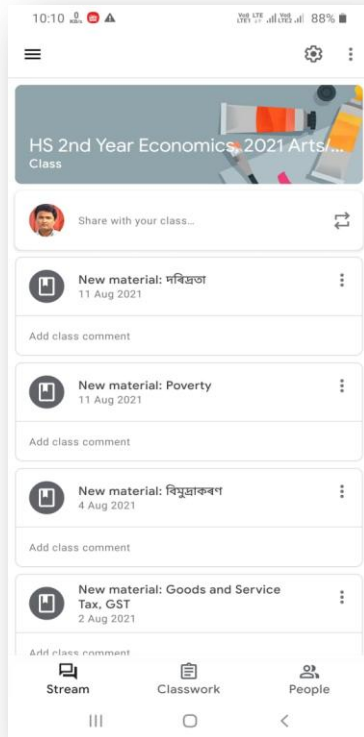 10:10
88%
HS 2nd Year Economics, 2021 Arts/...
Class
Share with your class...
New material: দৰিদ্ৰতা
11 Aug 2021
Add class comment
New material: Poverty
11 Aug 2021
Add class comment
New material: বিমুদ্ৰাকৰণ
4 Aug 2021
Add class comment
New material: Goods and Service
Tax, GST
2 Aug 2021
Add class comment
Stream Classwork People